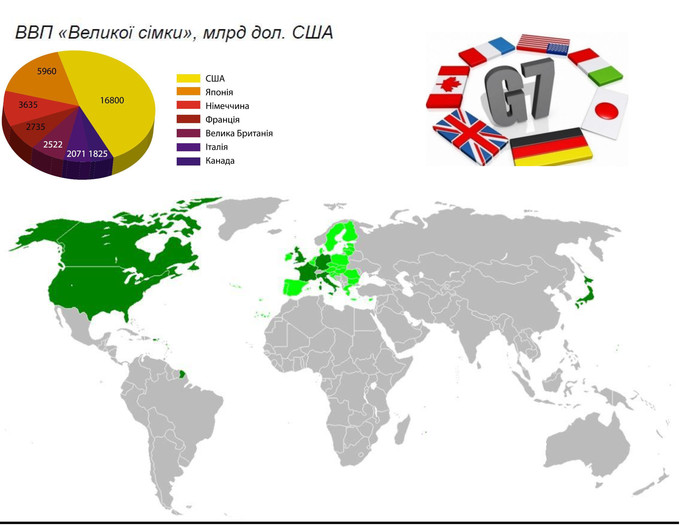 ВВП «Великої сімки», млрд дол. США
5960
16800
3635
2735
2522
2071 1825
США
Японія
Німеччина
Франція
Велика Британія
Італія
Канада
G7